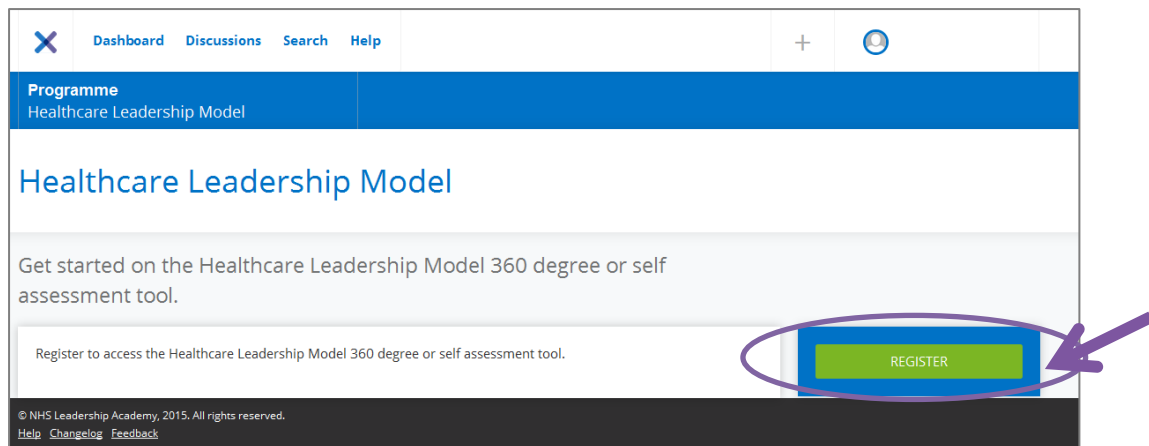 Dashboard Discussions Search Help
Programme
Healthcare Leadership Model
Healthcare Leadership Model
Get started on the Healthcare Leadership Model 360 degree or self
assessment tool.
Register to access the Healthcare Leadership Model 360 degree or self assessment tool.
REGISTER
© NHS Leadership Academy, 2015. All rights reserved.
Help Changelog Feedback